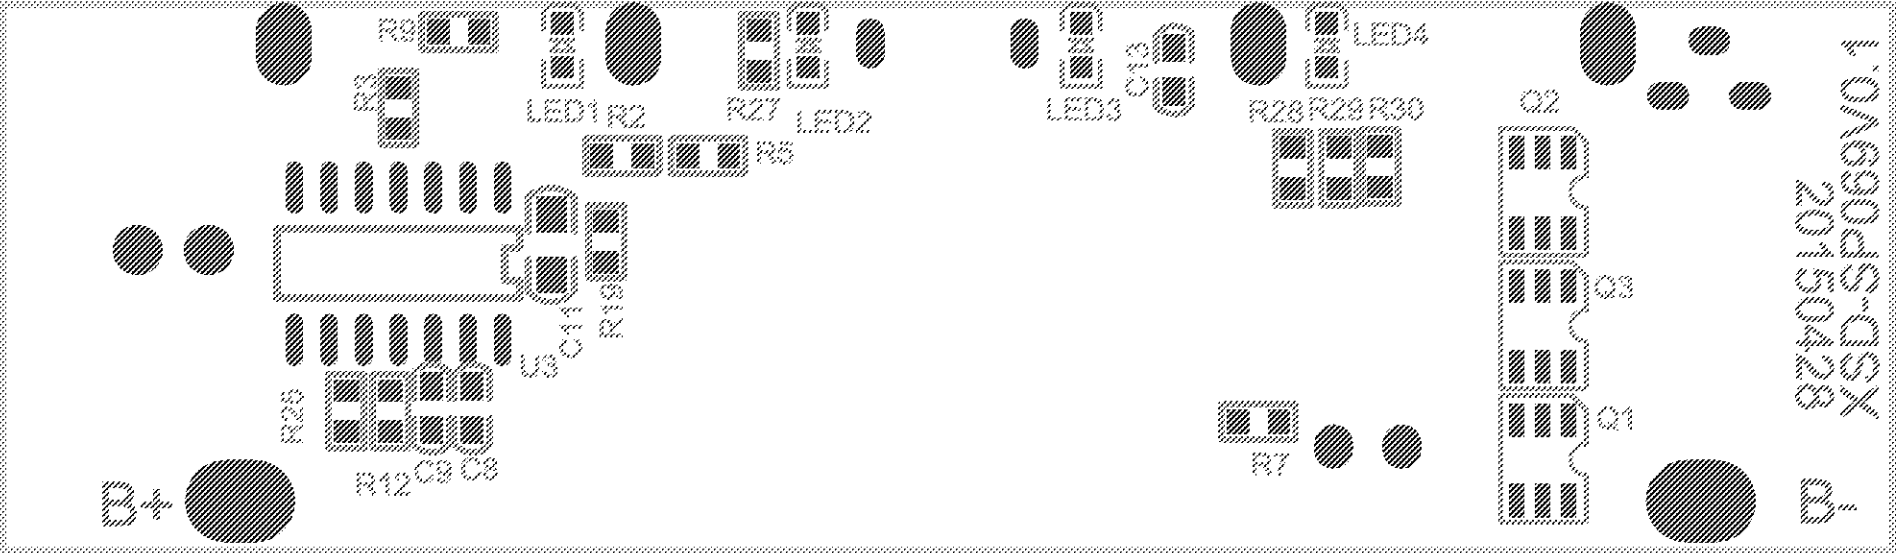 R9
LED4
R3
C13
LED1
R2
R27
LED2
LED3
R28
R29
R30
Q2
R5
XSD-SP069V0.1
20150428
Q3
C11
R19
U3
R25
Q1
R12
C9
C8
R7
B+
B-